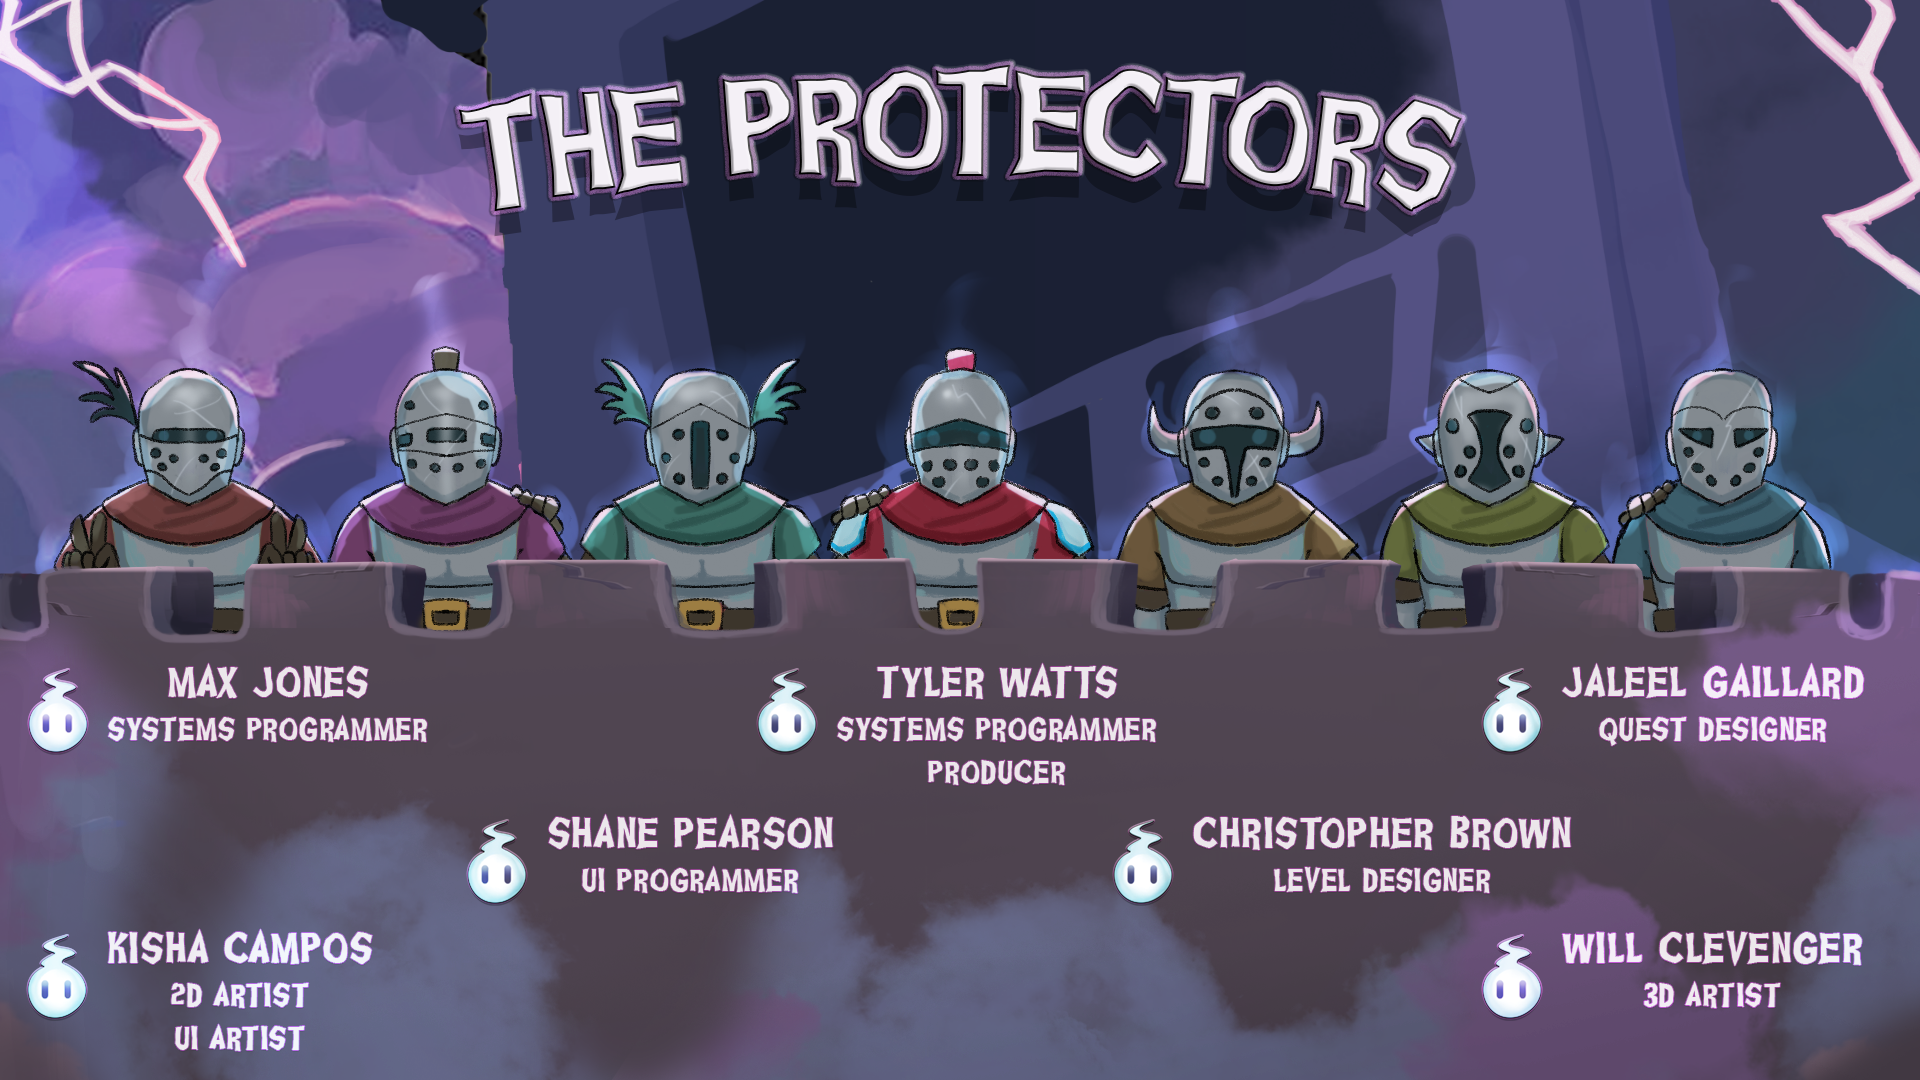 THE PROTECTORS
MAX JONES
SYSTEMS PROGRAMMER
TYLER WATTS
SYSTEMS PROGRAMMER
PRODUCER
JALEEL GAILLARD
QUEST DESIGNER
SHANE PEARSON
UI PROGRAMMER
CHRISTOPHER BROWN
LEVEL DESIGNER
KISHA CAMPOS
2D ARTIST
UI ARTIST
WILL CLEVENGER
3D ARTIST